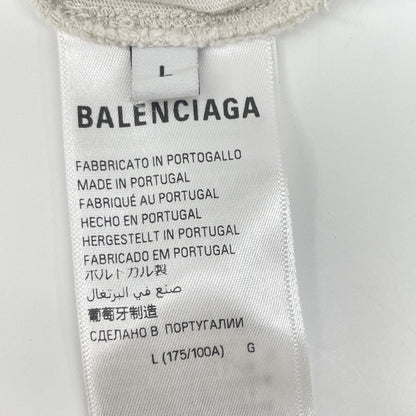 L
BALENCIAGA
FABBRICATO IN PORTOGALLO
MADE IN PORTUGAL
FABRIQUÉ AU PORTUGAL
HECHO EN PORTUGAL
HERGESTELLT IN PORTUGAL
FABRICADO EM PORTUGAL
ポルトガル製
صنع في البرتغال
葡萄牙制造
СДЕЛАНО В ПОРТУГАЛИИ
L (175/100A) G